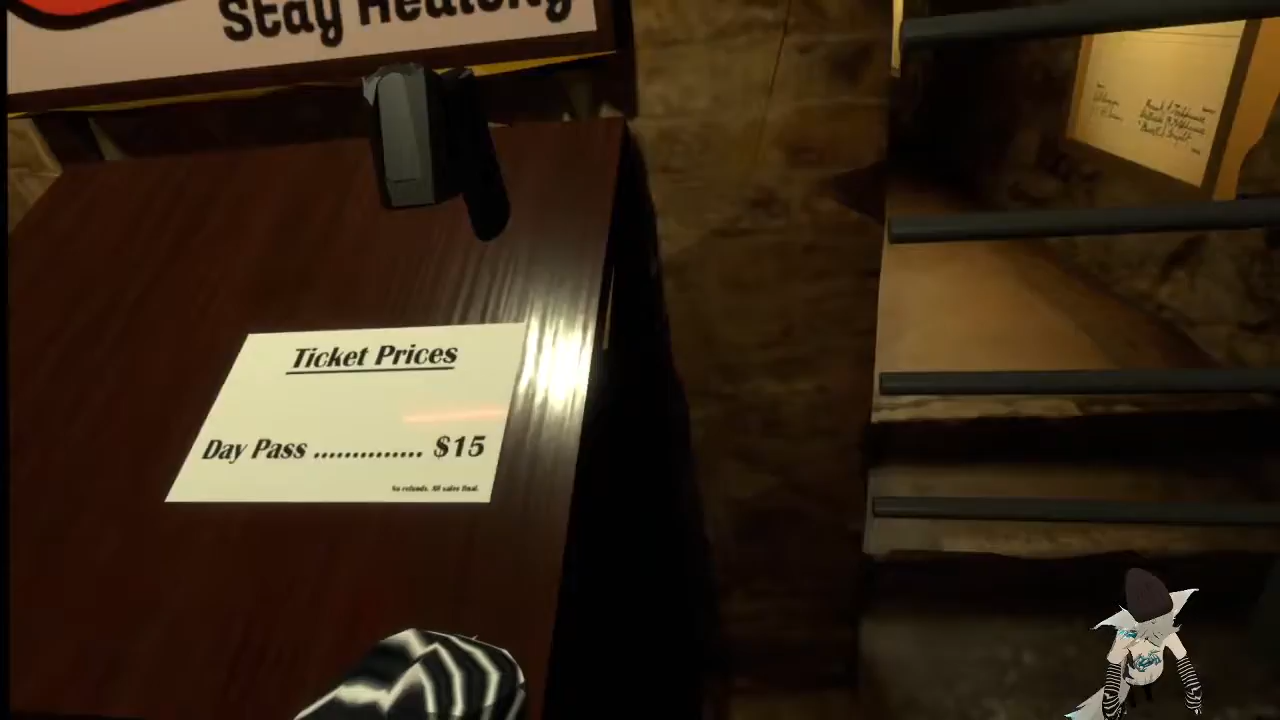 Stay Healthy
Ticket Prices
Day Pass .............. $15
No refunds. All sales final.